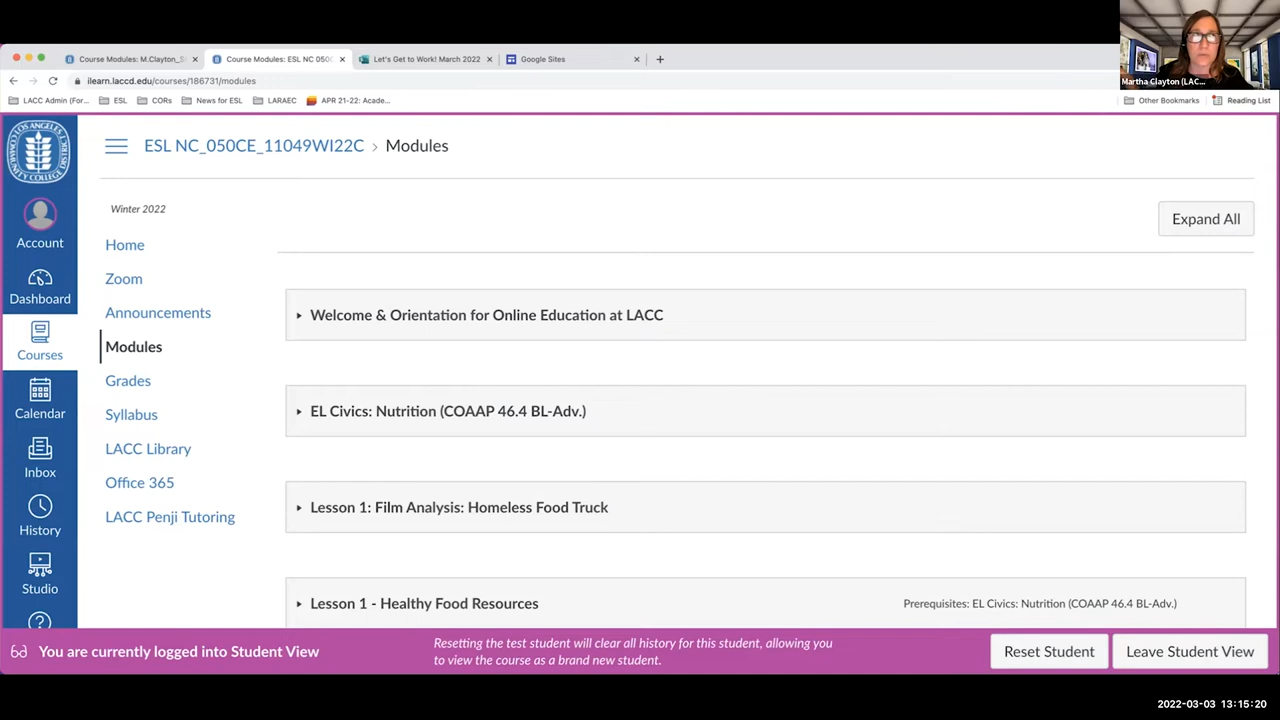 Course Modules: M.Clayton_S
Course Modules: ESL NC 050C
Let's Get to Work! March 2022
Google Sites
ilearn.laccd.edu/courses/186731/modules
LACC Admin (For...
ESL
CORs
News for ESL
LARAEC
APR 21-22: Acade...
Other Bookmarks
Reading List
Martha Clayton (LAC...
LOS ANGELES
COMMUNITY COLLEGE DISTRICT
ESL NC_050CE_11049WI22C > Modules
Account
Dashboard
Courses
Calendar
Inbox
History
Studio
Winter 2022
Home
Zoom
Announcements
Modules
Grades
Syllabus
LACC Library
Office 365
LACC Penji Tutoring
Expand All
Welcome & Orientation for Online Education at LACC
EL Civics: Nutrition (COAAP 46.4 BL-Adv.)
Lesson 1: Film Analysis: Homeless Food Truck
Lesson 1 - Healthy Food Resources
Prerequisites: EL Civics: Nutrition (COAAP 46.4 BL-Adv.)
You are currently logged into Student View
Resetting the test student will clear all history for this student, allowing you
to view the course as a brand new student.
Reset Student
Leave Student View
2022-03-03 13:15:20